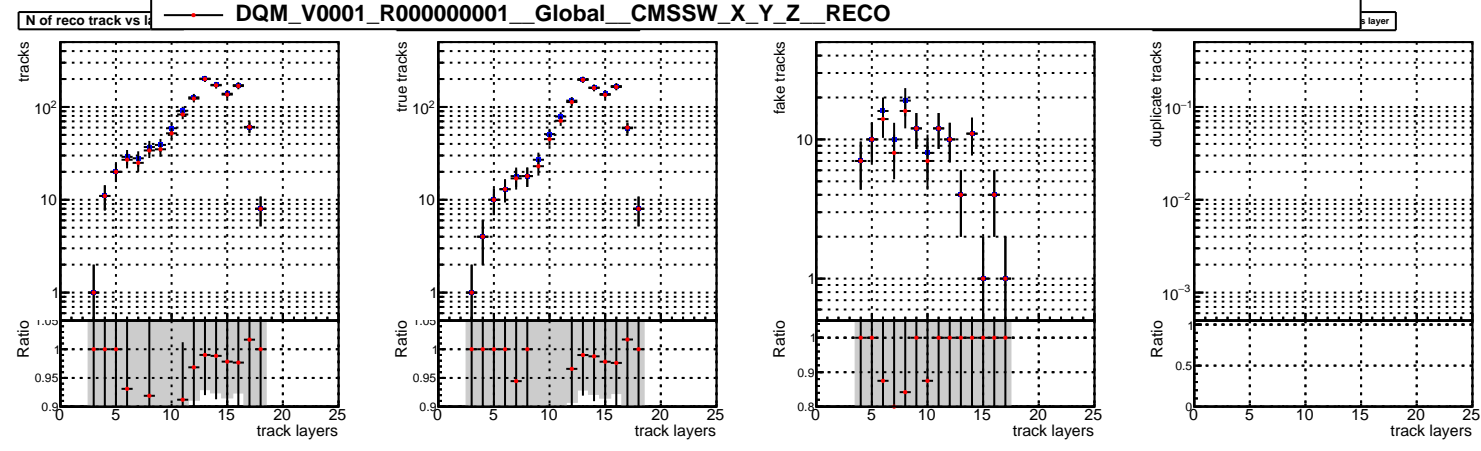 N of reco track vs la
DQM_V0001_R000000001__Global__CMSSW_X_Y_Z__RECO
s layer
tracks
10²
10
1
Ratio
1.05
1
0.95
0.9
0 5 10 15 20 25
track layers
true tracks
10²
10
1
Ratio
1.05
1
0.95
0.9
0 5 10 15 20 25
track layers
fake tracks
10
1
Ratio
1
0.9
0.8
0 5 10 15 20 25
track layers
duplicate tracks
10⁻¹
10⁻²
10⁻³
Ratio
1
0.5
0
0 5 10 15 20 25
track layers